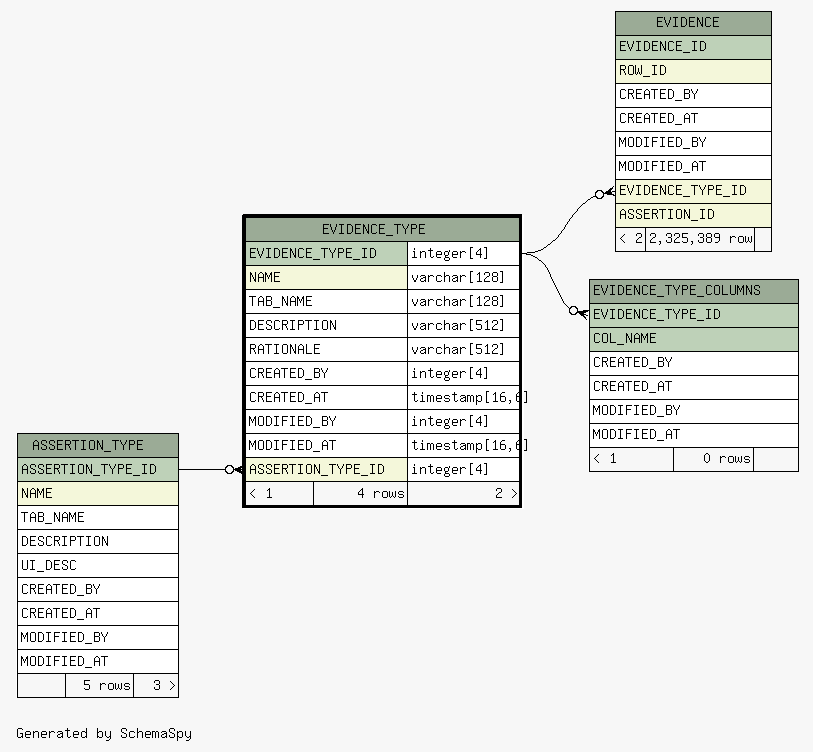 EVIDENCE
EVIDENCE_ID
ROW_ID
CREATED_BY
CREATED_AT
MODIFIED_BY
MODIFIED_AT
EVIDENCE_TYPE_ID
ASSERTION_ID
< 2 2,325,389 row
EVIDENCE_TYPE
EVIDENCE_TYPE_ID integer[4]
NAME varchar[128]
TAB_NAME varchar[128]
DESCRIPTION varchar[512]
RATIONALE varchar[512]
CREATED_BY integer[4]
CREATED_AT timestamp[16,6]
MODIFIED_BY integer[4]
MODIFIED_AT timestamp[16,6]
ASSERTION_TYPE_ID integer[4]
< 1 4 rows 2 >
EVIDENCE_TYPE_COLUMNS
EVIDENCE_TYPE_ID
COL_NAME
CREATED_BY
CREATED_AT
MODIFIED_BY
MODIFIED_AT
< 1 0 rows
ASSERTION_TYPE
ASSERTION_TYPE_ID
NAME
TAB_NAME
DESCRIPTION
UI_DESC
CREATED_BY
CREATED_AT
MODIFIED_BY
MODIFIED_AT
5 rows 3 >
Generated by SchemaSpy